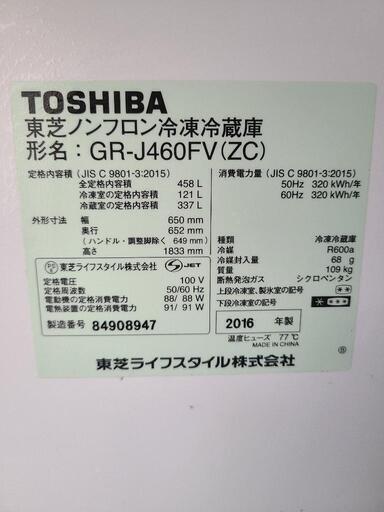 TOSHIBA
東芝ノンフロン冷凍冷蔵庫
形名：GR-J460FV(ZC)
定格内容積（JIS C 9801-3:2015）
全定格内容積 458 L
冷凍室の定格内容積 121 L
冷蔵室の定格内容積 337 L
外形寸法 幅 650 mm
奥行 652 mm
（ハンドル・調整脚除く 649 mm）
高さ 1833 mm
東芝ライフスタイル株式会社 JET
定格電圧 100 V
定格周波数 50/60 Hz
電動機の定格消費電力 88/ 88 W
電熱装置の定格消費電力 91/ 91 W
製造番号 84908947
消費電力量（JIS C 9801-3:2015）
50Hz 320 kWh/年
60Hz 320 kWh/年
種類 冷凍冷蔵庫
冷媒 R600a
冷媒封入量 68 g
質量 109 kg
断熱発泡ガス シクロペンタン
上段冷凍室、製氷室の記号
下段冷凍室の記号
2016 年製
温度ヒューズ 77℃
MADE IN CHINA
東芝ライフスタイル株式会社